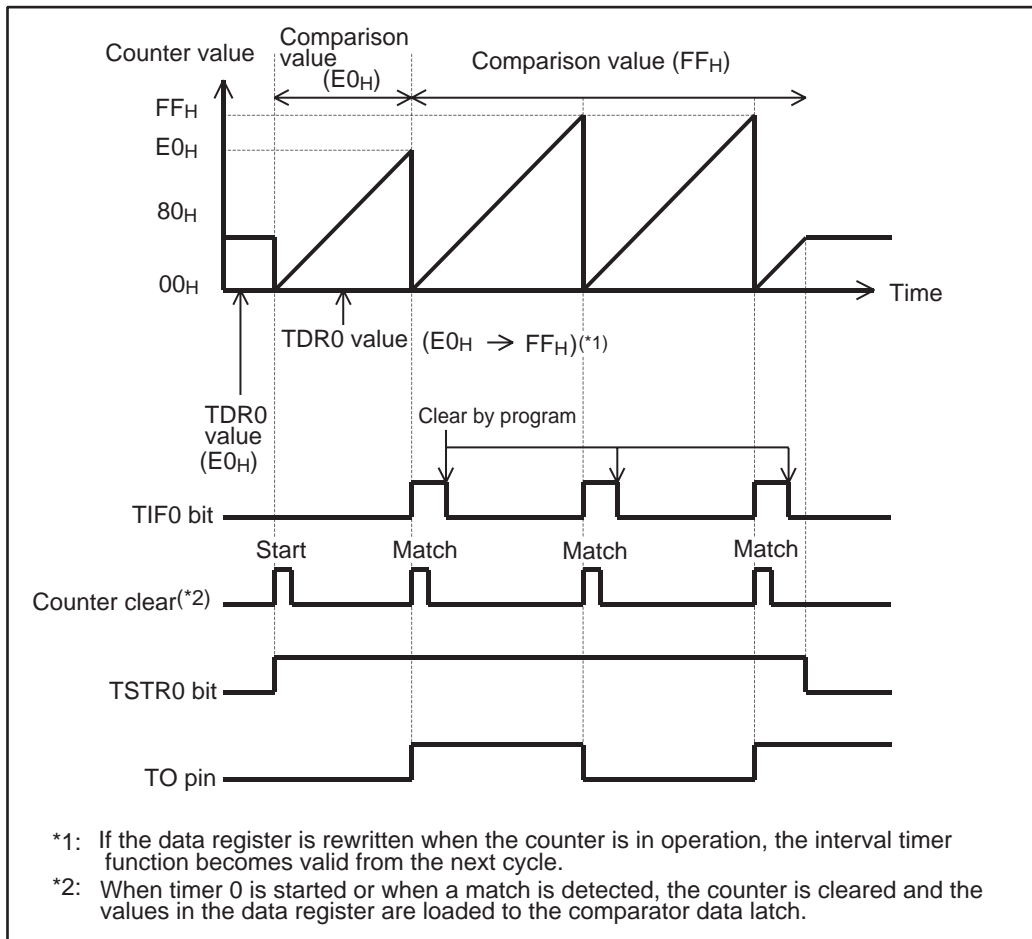 Counter value
Comparison
value
(E0H)
Comparison value (FFH)
FFH
E0H
80H
00H
Time
TDR0 value (E0H → FFH)(*1)
TDR0
value
(E0H)
Clear by program
TIF0 bit
Start
Match
Match
Match
Counter clear(*2)
TSTR0 bit
TO pin
*1: If the data register is rewritten when the counter is in operation, the interval timer
function becomes valid from the next cycle.
*2: When timer 0 is started or when a match is detected, the counter is cleared and the
values in the data register are loaded to the comparator data latch.